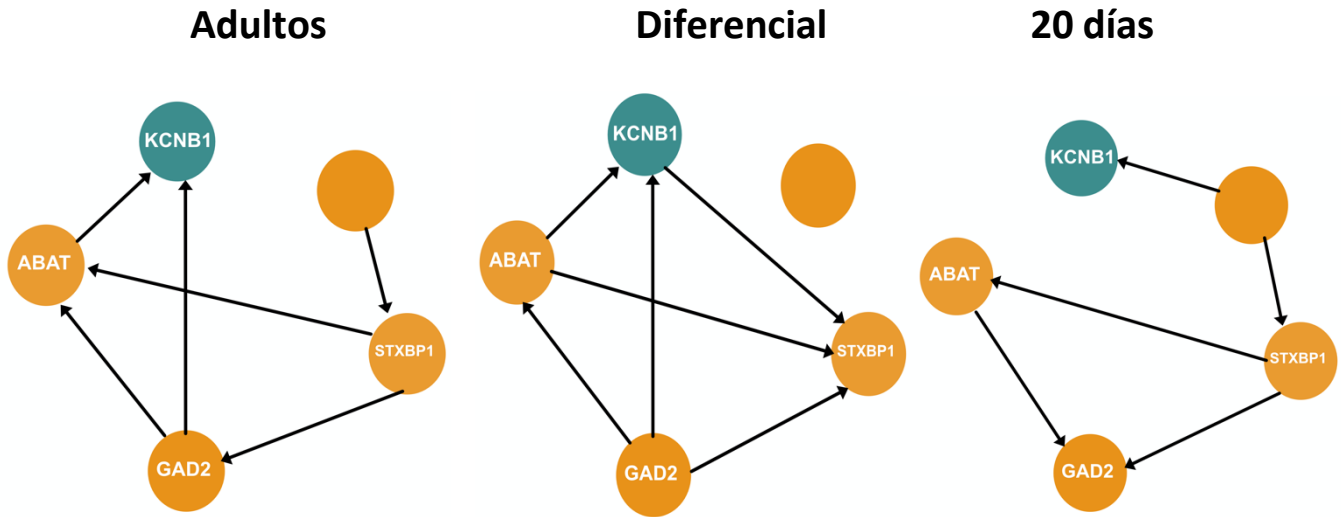 Adultos
KCNB1
ABAT
STXBP1
GAD2
Diferencial
KCNB1
ABAT
STXBP1
GAD2
20 días
KCNB1
ABAT
STXBP1
GAD2